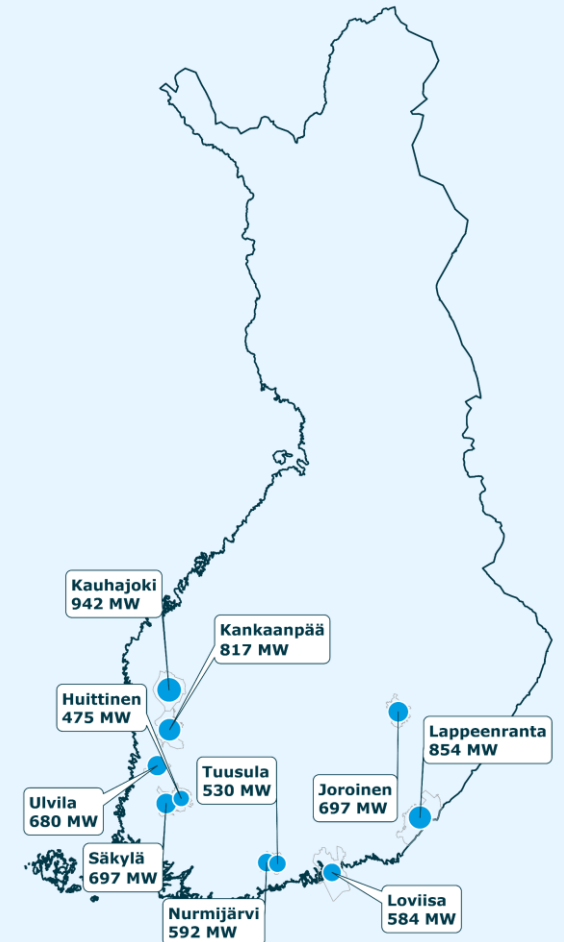 Kauhajoki
942 MW
Kankaanpää
817 MW
Huittinen
475 MW
Lappeenranta
854 MW
Tuusula
530 MW
Joroinen
697 MW
Ulvila
680 MW
Säkylä
697 MW
Loviisa
584 MW
Nurmijärvi
592 MW